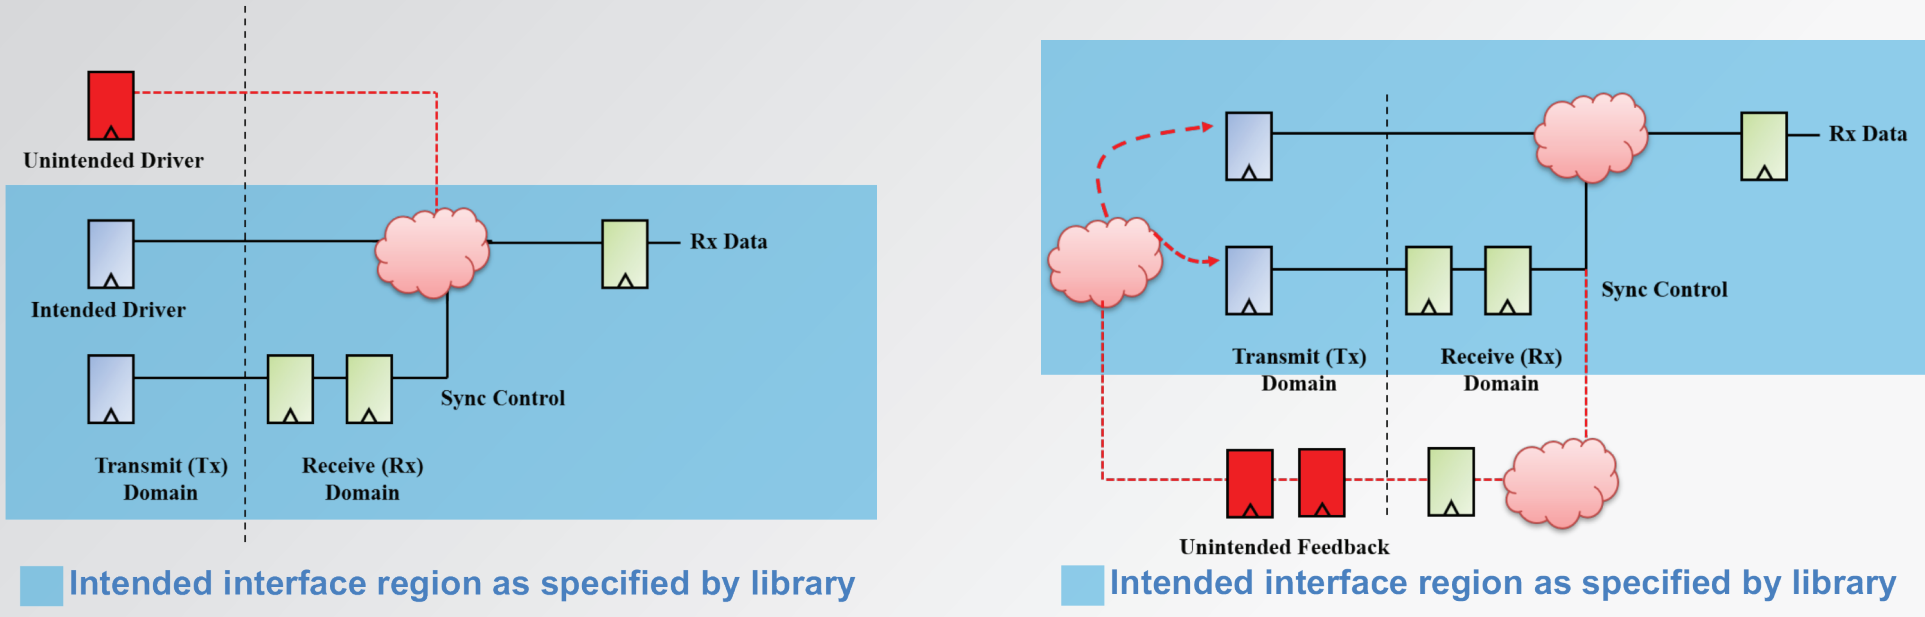 Unintended Driver
Rx Data
Intended Driver
Sync Control
Transmit (Tx)
Domain
Receive (Rx)
Domain
Intended interface region as specified by library
Rx Data
Sync Control
Transmit (Tx)
Domain
Receive (Rx)
Domain
Unintended Feedback
Intended interface region as specified by library